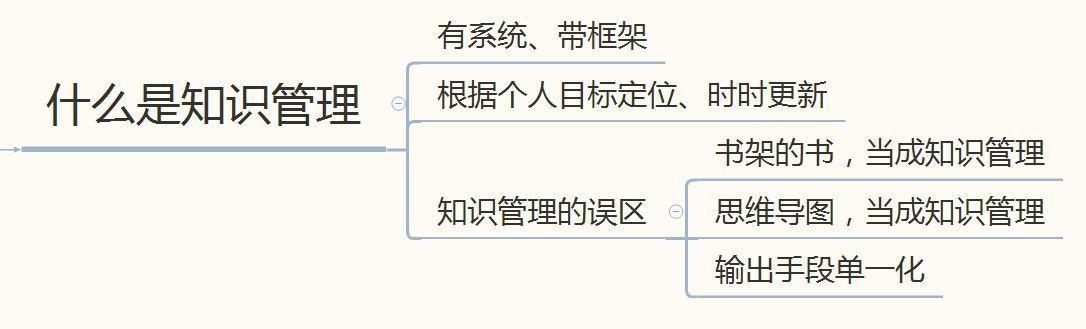 什么是知识管理
有系统、带框架
根据个人目标定位、时时更新
知识管理的误区
书架的书，当成知识管理
思维导图，当成知识管理
输出手段单一化